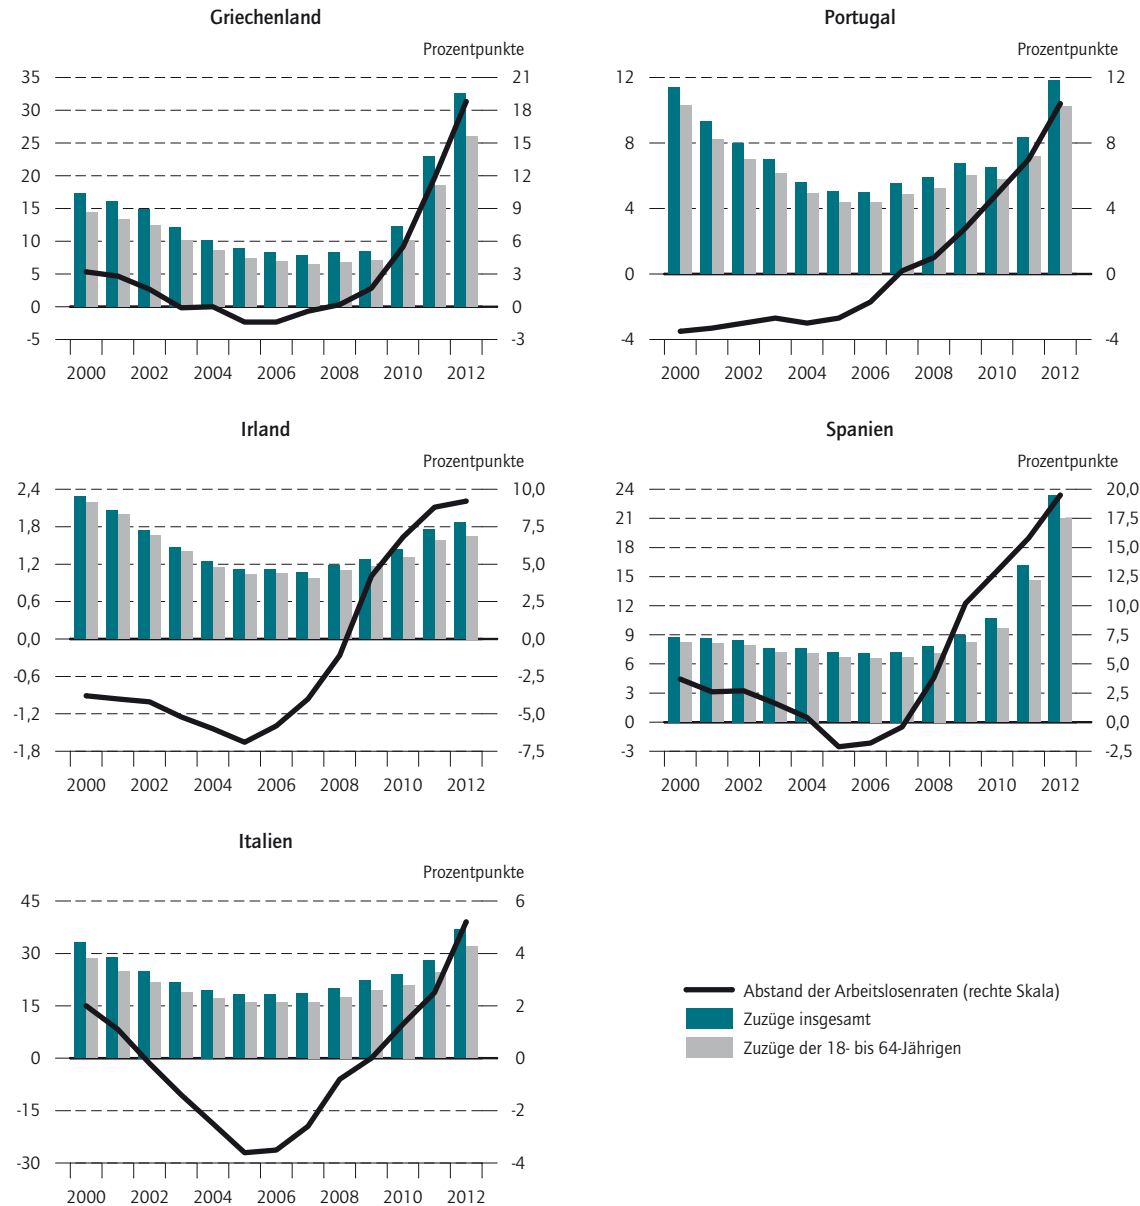 Griechenland
Prozentpunkte
35 21
30 18
25 15
20 12
15 9
10 6
5 3
0 0
-5 -3
2000 2002 2004 2006 2008 2010 2012
Portugal
Prozentpunkte
12 12
8 8
4 4
0 0
-4 -4
2000 2002 2004 2006 2008 2010 2012
Irland
Prozentpunkte
2,4 10,0
1,8 7,5
1,2 5,0
0,6 2,5
0,0 0,0
-0,6 -2,5
-1,2 -5,0
-1,8 -7,5
2000 2002 2004 2006 2008 2010 2012
Spanien
Prozentpunkte
24 20,0
21 17,5
18 15,0
15 12,5
12 10,0
9 7,5
6 5,0
3 2,5
0 0,0
-3 -2,5
2000 2002 2004 2006 2008 2010 2012
Italien
Prozentpunkte
45 6
30 4
15 2
0 0
-15 -2
-30 -4
2000 2002 2004 2006 2008 2010 2012
Abstand der Arbeitslosenraten (rechte Skala)
Zuzüge insgesamt
Zuzüge der 18- bis 64-Jährigen